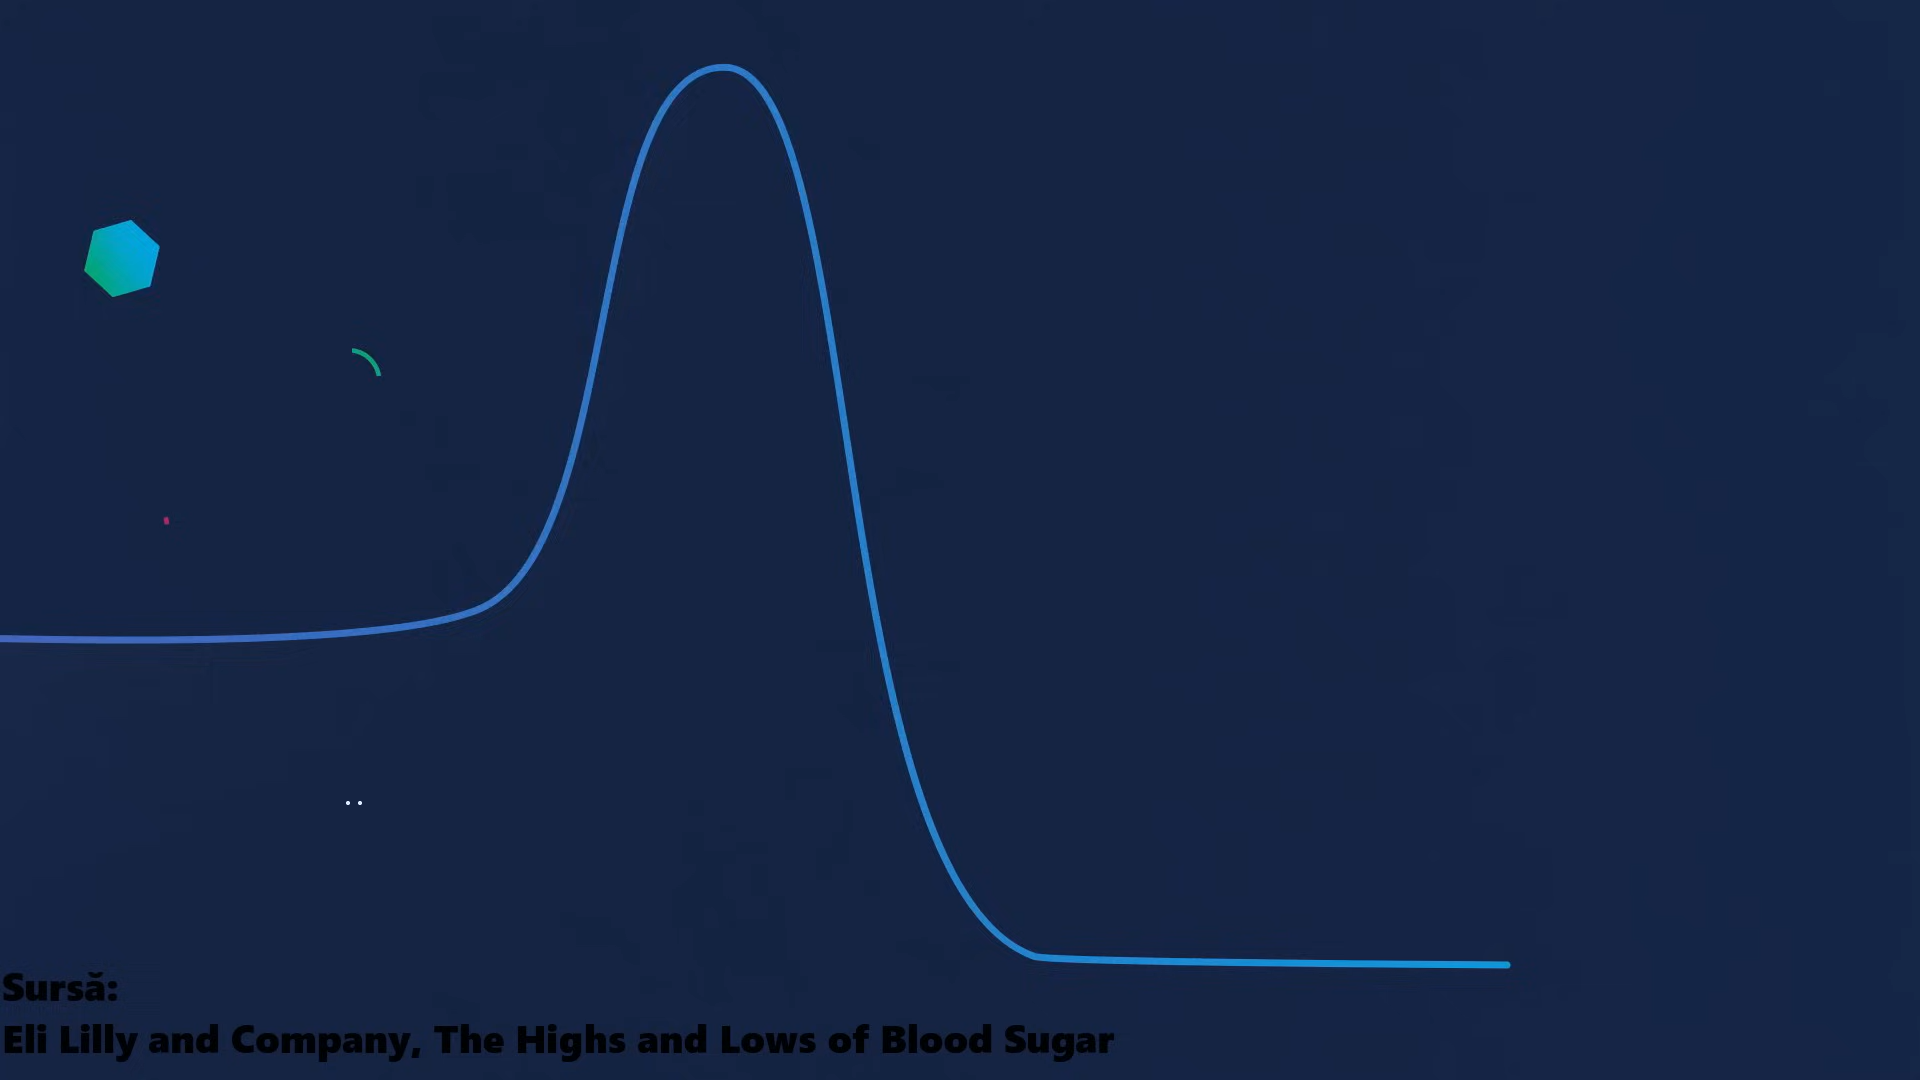 Sursă:
Eli Lilly and Company, The Highs and Lows of Blood Sugar